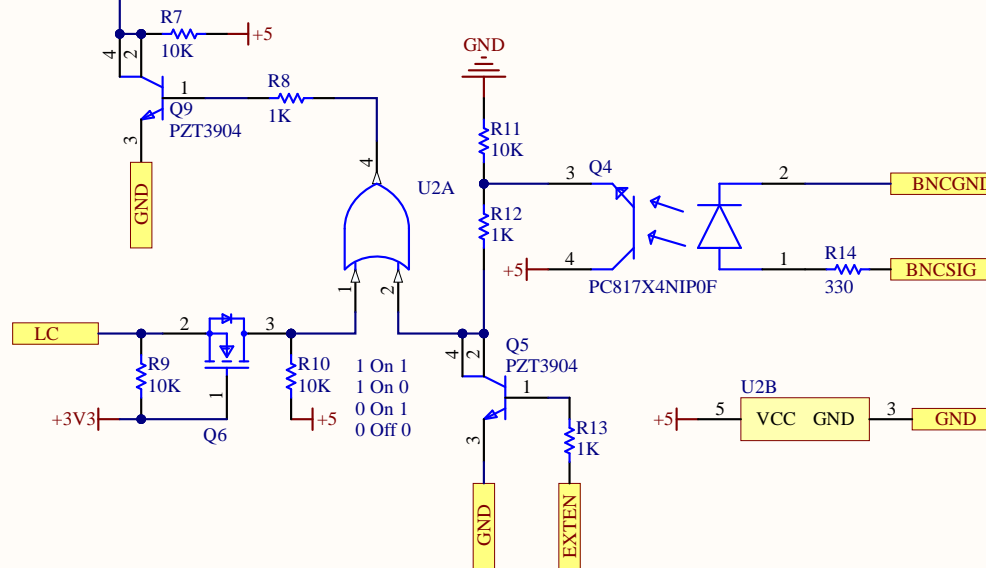 R7
10K
+5
4
2
1
Q9
PZT3904
3
GND
R8
1K
GND
R11
10K
4
U2A
1
2
R12
1K
3
Q4
4
+5
PC817X4NIP0F
2
BNCGND
1
R14
330
BNCSIG
LC
2
3
R9
10K
1
+3V3
Q6
R10
10K
+5
1 On 1
1 On 0
0 On 1
0 Off 0
4
2
Q5
PZT3904
1
3
R13
1K
GND
EXTEN
U2B
+5
5
VCC GND
3
GND